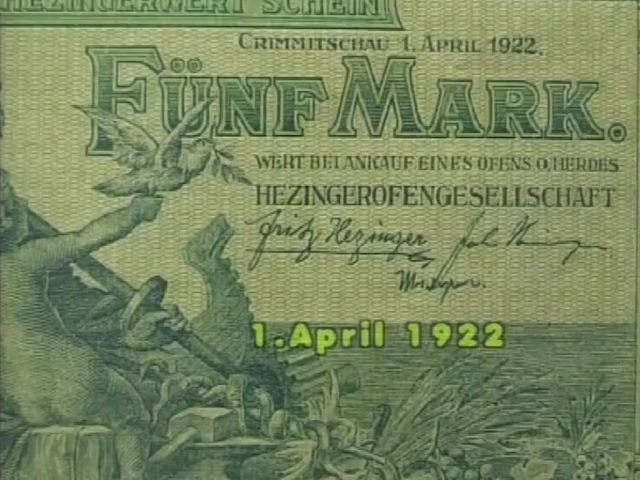 HEZINGERWERT SCHEIN
CRIMMITSCHAU 1. APRIL 1922.
FÜNF MARK.
WERT BEI ANKAUF EINES OFENS O. HERDES
HEZINGEROFENGESELLSCHAFT
Fritz Hezinger
1.April 1922